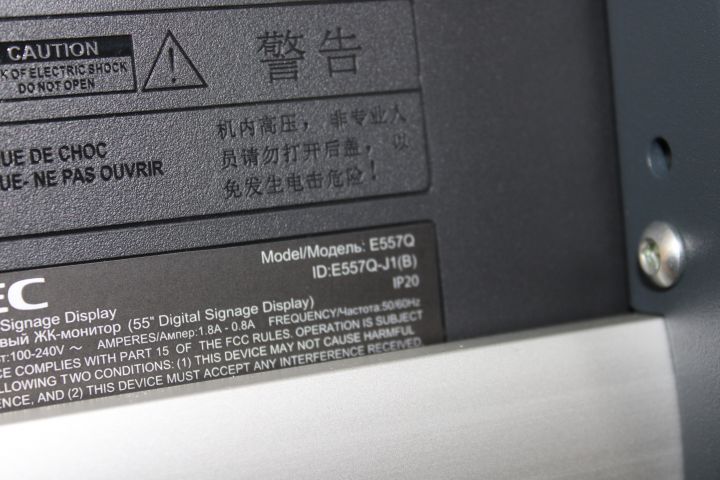 CAUTION
K OF ELECTRIC SHOCK
DO NOT OPEN
警告
UE DE CHOC
UE- NE PAS OUVRIR
机内高压，非专业人
员请勿打开后盖，以
免发生电击危险！
Model/Модель: E557Q
ID:E557Q-J1(B)
IP20
EC
Signage Display
вый ЖК-монитор (55" Digital Signage Display)
т:100-240V ～ AMPERES/Ампер:1.8A - 0.8A FREQUENCY/Частота:50/60Hz
CE COMPLIES WITH PART 15 OF THE FCC RULES. OPERATION IS SUBJECT
LLOWING TWO CONDITIONS: (1) THIS DEVICE MAY NOT CAUSE HARMFUL
ENCE, AND (2) THIS DEVICE MUST ACCEPT ANY INTERFERENCE RECEIVED